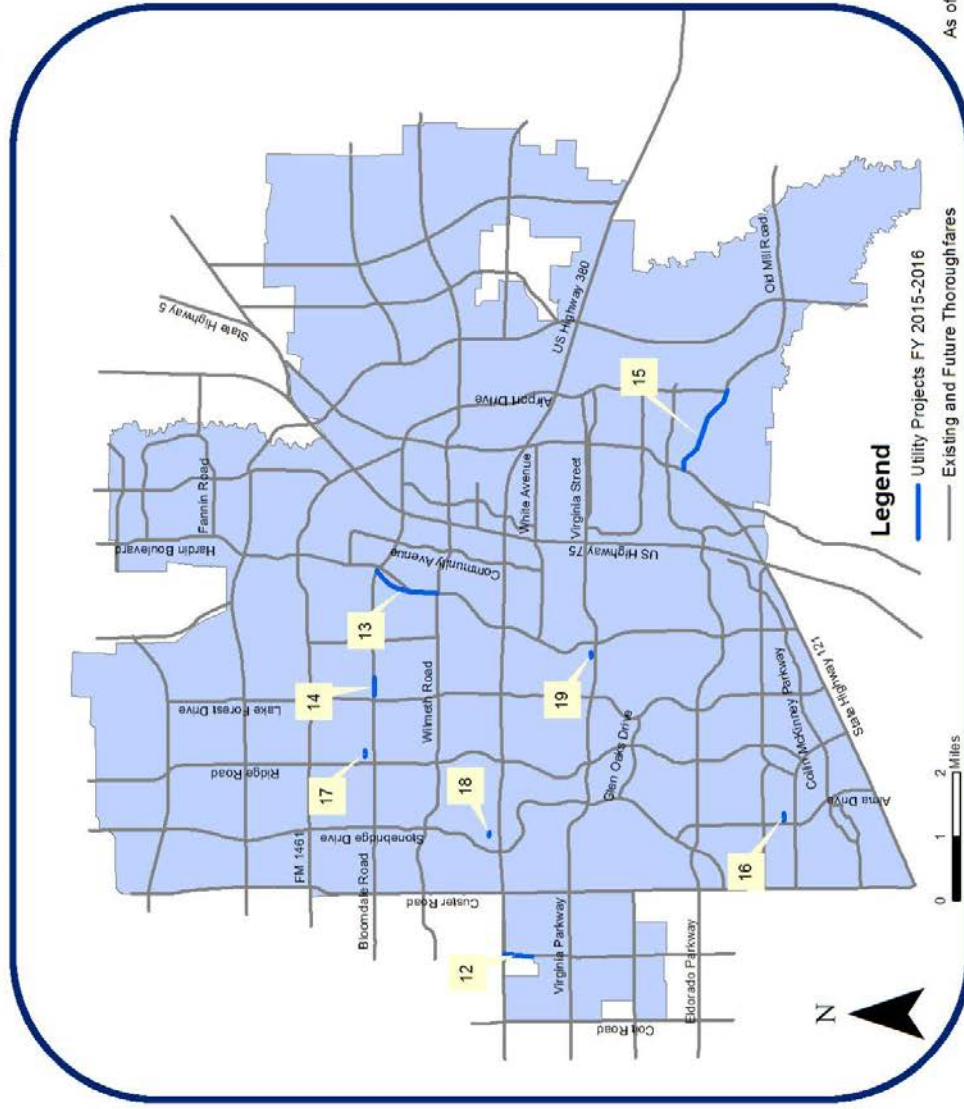 State Highway 5
Fannin Road
Hardin Boulevard
Lake Forest Drive
Ridge Road
FM 1461
Stonebridge Drive
Bloomdale Road
Custer Road
Wilmeth Road
Community Avenue
Airport Drive
US Highway 380
White Avenue
Virginia Street
US Highway 75
Old Mill Road
Virginia Parkway
Glen Oaks Drive
Eldorado Parkway
Coit Road
Collin McKinney Parkway
Alma Drive
State Highway 121
12
13
14
15
16
17
18
19
N
0 1 2
Miles
Legend
Utility Projects FY 2015-2016
Existing and Future Thoroughfares
As of